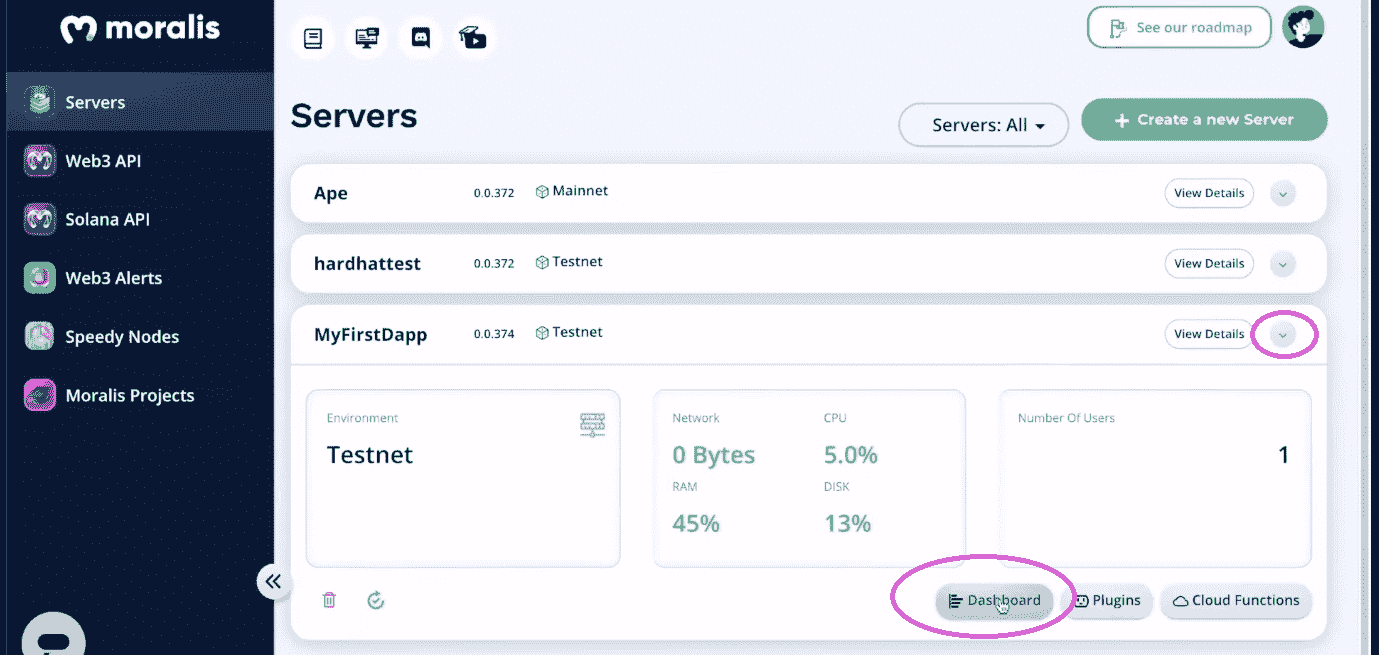 moralis
See our roadmap
Servers
Web3 API
Solana API
Web3 Alerts
Speedy Nodes
Moralis Projects
Servers
Servers: All
+ Create a new Server
Ape 0.0.372 Mainnet View Details
hardhattest 0.0.372 Testnet View Details
MyFirstDapp 0.0.374 Testnet View Details
Environment
Testnet
Network CPU
0 Bytes 5.0%
RAM DISK
45% 13%
Number Of Users
1
Dashboard Plugins Cloud Functions